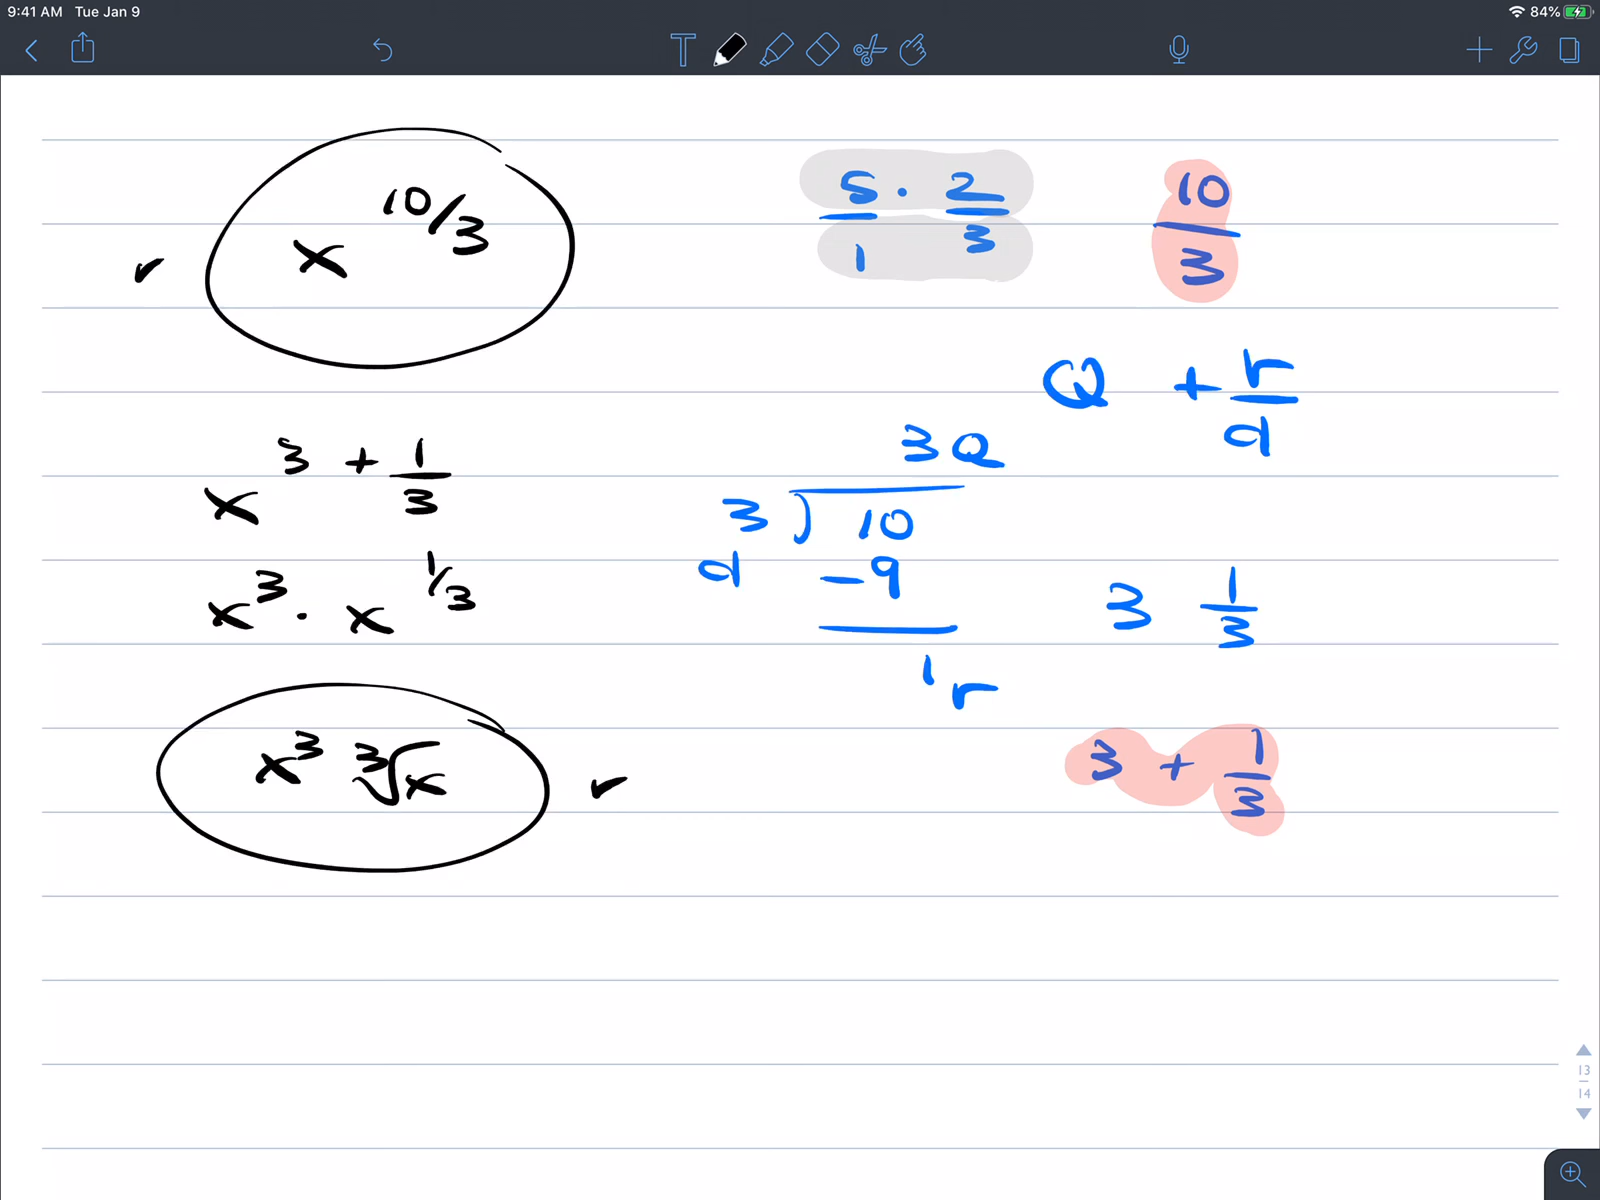 9:41 AM Tue Jan 9
84%
T
x^10/3
5/1 · 2/3
10/3
Q + r/d
x^3 + 1/3
3 Q
3 ) 10
d
-9
1 r
x^3 · x^1/3
3 1/3
x^3 ∛x
3 + 1/3
13
14